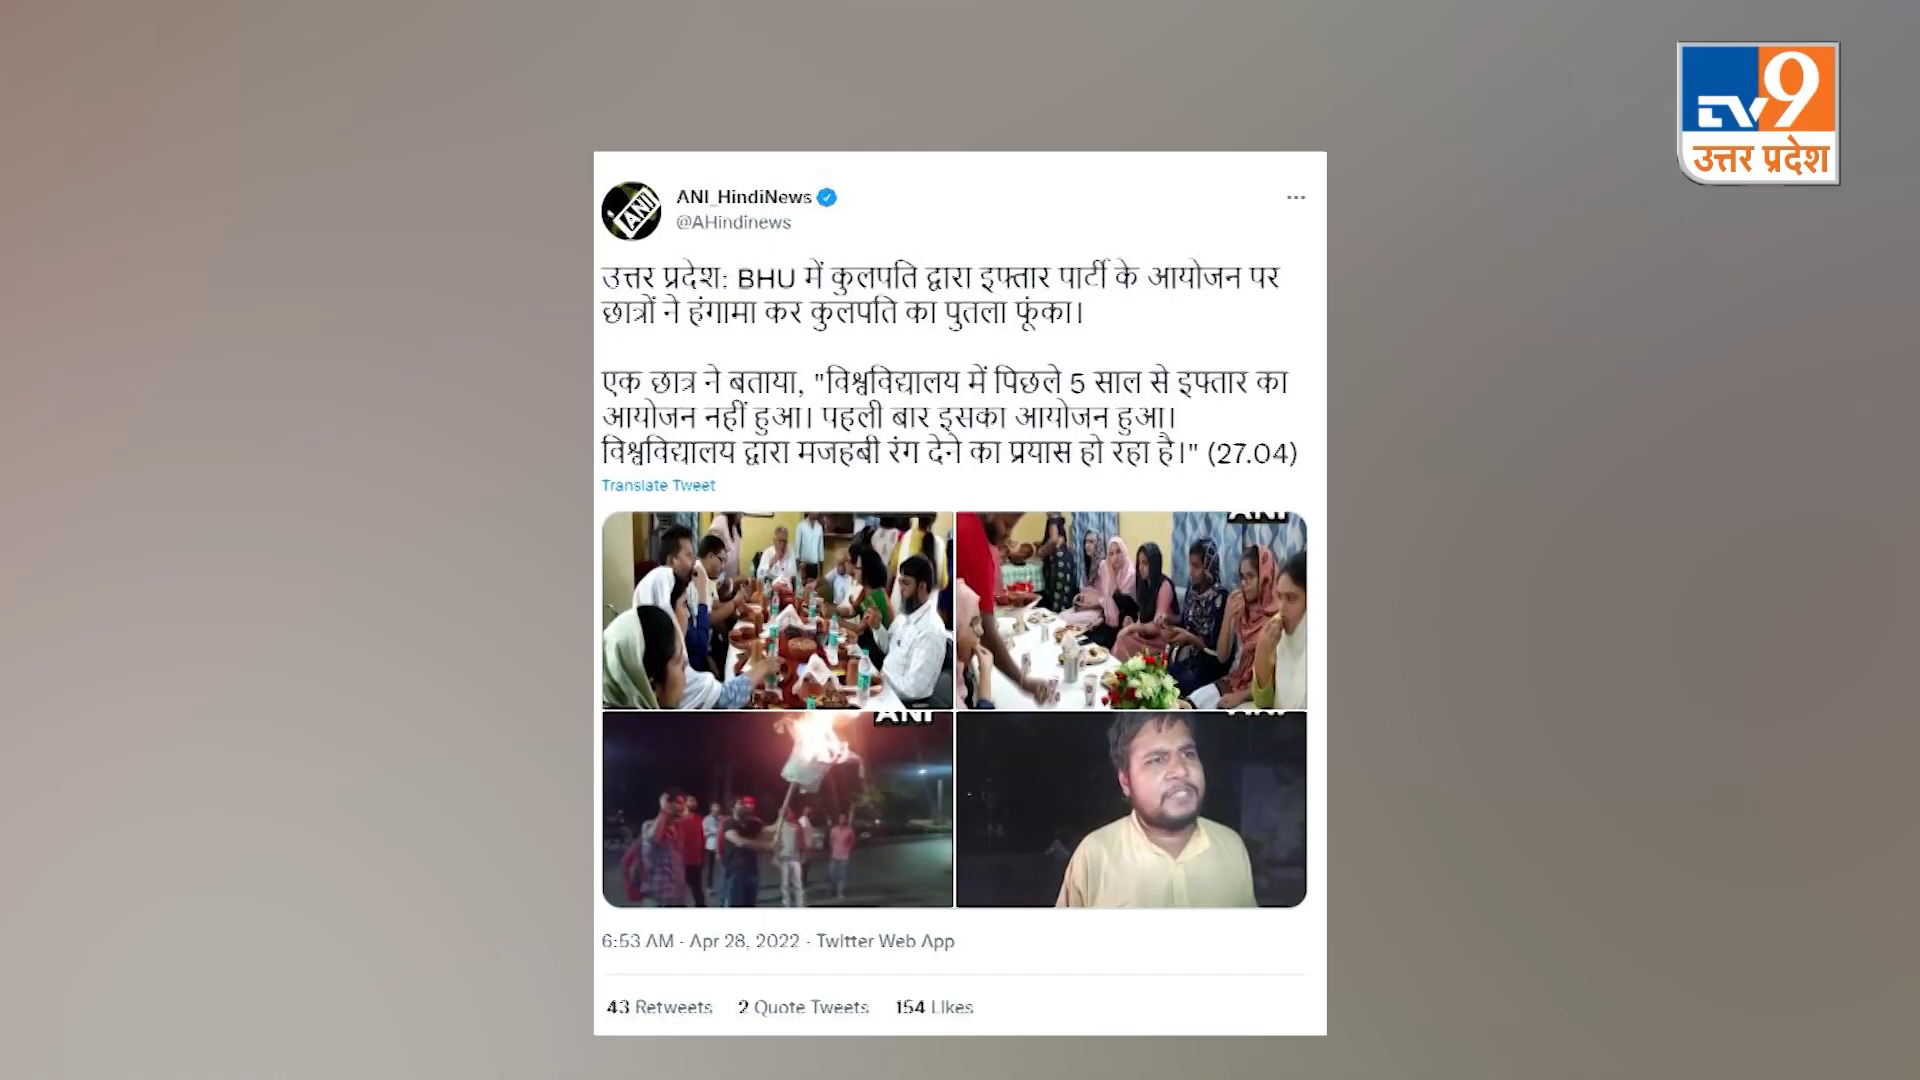 TV9
उत्तर प्रदेश
ANI
ANI_HindiNews
@AHindinews
उत्तर प्रदेश: BHU में कुलपति द्वारा इफ्तार पार्टी के आयोजन पर
छात्रों ने हंगामा कर कुलपति का पुतला फूंका।
एक छात्र ने बताया, "विश्वविद्यालय में पिछले 5 साल से इफ्तार का
आयोजन नहीं हुआ। पहली बार इसका आयोजन हुआ।
विश्वविद्यालय द्वारा मजहबी रंग देने का प्रयास हो रहा है।" (27.04)
Translate Tweet
ANI
ANI
6:53 AM · Apr 28, 2022 · Twitter Web App
43 Retweets 2 Quote Tweets 154 Likes